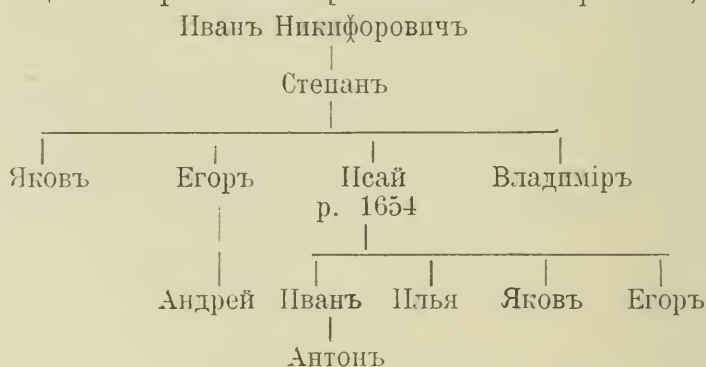 Иванъ Никифоровичъ
Степанъ
Яковъ Егоръ Исай Владиміръ
р. 1654
Андрей Иванъ Илья Яковъ Егоръ
Антонъ